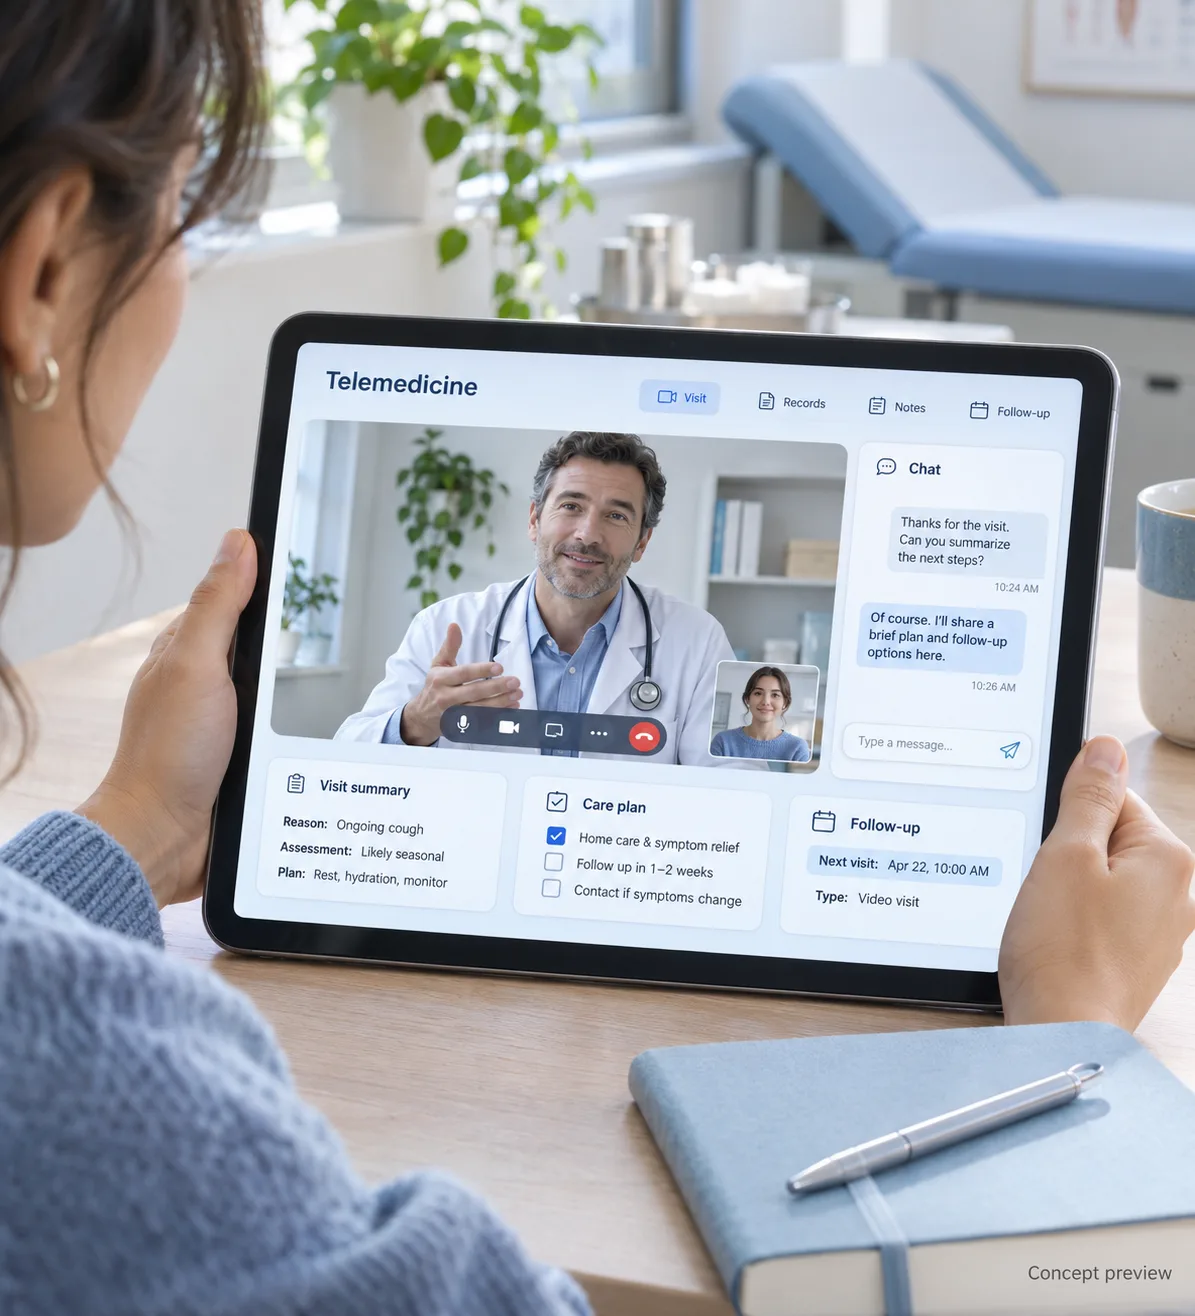 Telemedicine
Visit
Records
Notes
Follow-up
Chat
Thanks for the visit.
Can you summarize
the next steps?
10:24 AM
Of course. I'll share a
brief plan and follow-up
options here.
10:26 AM
Type a message...
Visit summary
Reason: Ongoing cough
Assessment: Likely seasonal
Plan: Rest, hydration, monitor
Care plan
Home care & symptom relief
Follow up in 1–2 weeks
Contact if symptoms change
Follow-up
Next visit: Apr 22, 10:00 AM
Type: Video visit
Concept preview